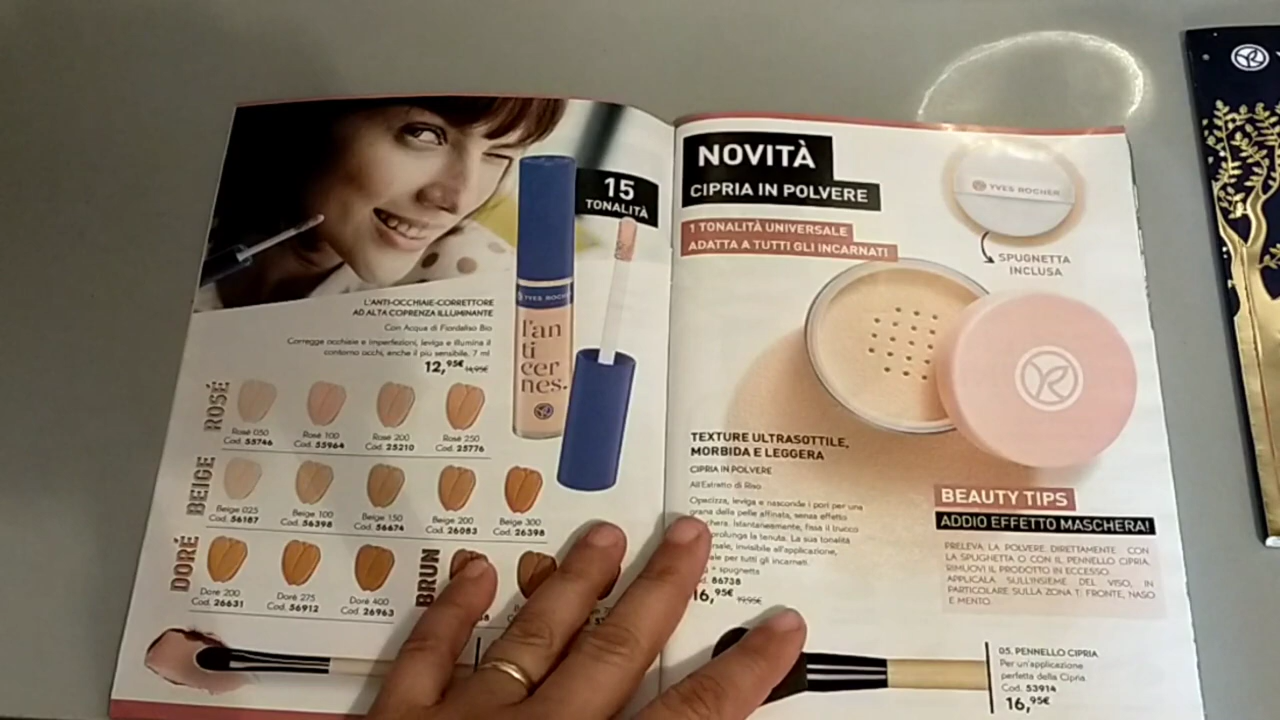 15
TONALITÀ
L'ANTI-OCCHIAIE-CORRETTORE
AD ALTA COPRENZA ILLUMINANTE
Con Acqua di Fiordaliso Bio
Corregge occhiaie e imperfezioni, leviga e illumina il
contorno occhi, anche il più sensibile. 7 ml
12,95€ 14,95€
YVES ROCHER
l'an
ti
cer
nes.
ROSÉ
Rosé 050
Cod. 55746
Rosé 100
Cod. 55964
Rosé 200
Cod. 25210
Rosé 250
Cod. 25776
BEIGE
Beige 025
Cod. 56187
Beige 100
Cod. 56398
Beige 150
Cod. 56674
Beige 200
Cod. 26083
Beige 300
Cod. 26398
DORÉ
Doré 200
Cod. 26631
Doré 275
Cod. 56912
Doré 400
Cod. 26963
BRUN
NOVITÀ
CIPRIA IN POLVERE
1 TONALITÀ UNIVERSALE
ADATTA A TUTTI GLI INCARNATI
YVES ROCHER
SPUGNETTA
INCLUSA
YR
TEXTURE ULTRASOTTILE,
MORBIDA E LEGGERA
CIPRIA IN POLVERE
All'Estratto di Riso
Opacizza, leviga e nasconde i pori per una
grana della pelle affinata, senza effetto
Istantaneamente, fissa il trucco
prolunga la tenuta. La sua tonalità
invisibile all'applicazione,
per tutti gli incarnati.
+ spugnetta
86738
16,95€ 19,95€
BEAUTY TIPS
ADDIO EFFETTO MASCHERA!
PRELEVA LA POLVERE DIRETTAMENTE CON
LA SPUGNETTA O CON IL PENNELLO CIPRIA.
RIMUOVI IL PRODOTTO IN ECCESSO.
APPLICALA SULL'INSIEME DEL VISO, IN
PARTICOLARE SULLA ZONA T: FRONTE, NASO
E MENTO.
05. PENNELLO CIPRIA
Per un'applicazione
perfetta della Cipria
Cod. 53914
16,95€